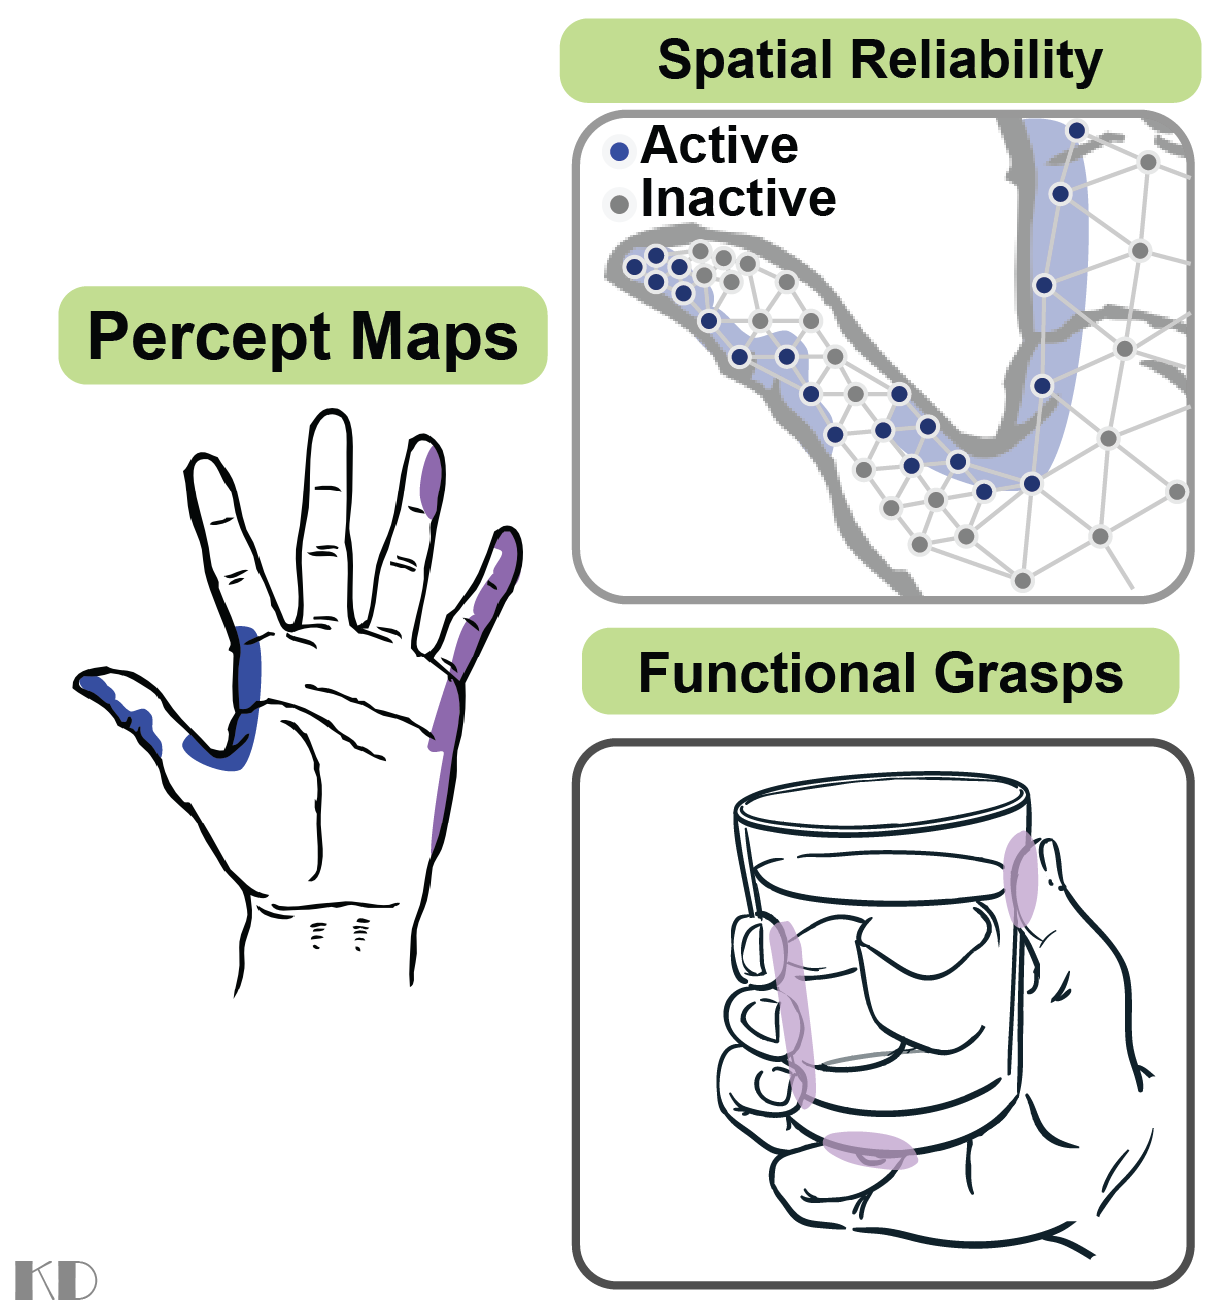 Spatial Reliability
Active
Inactive
Percept Maps
Functional Grasps
KD